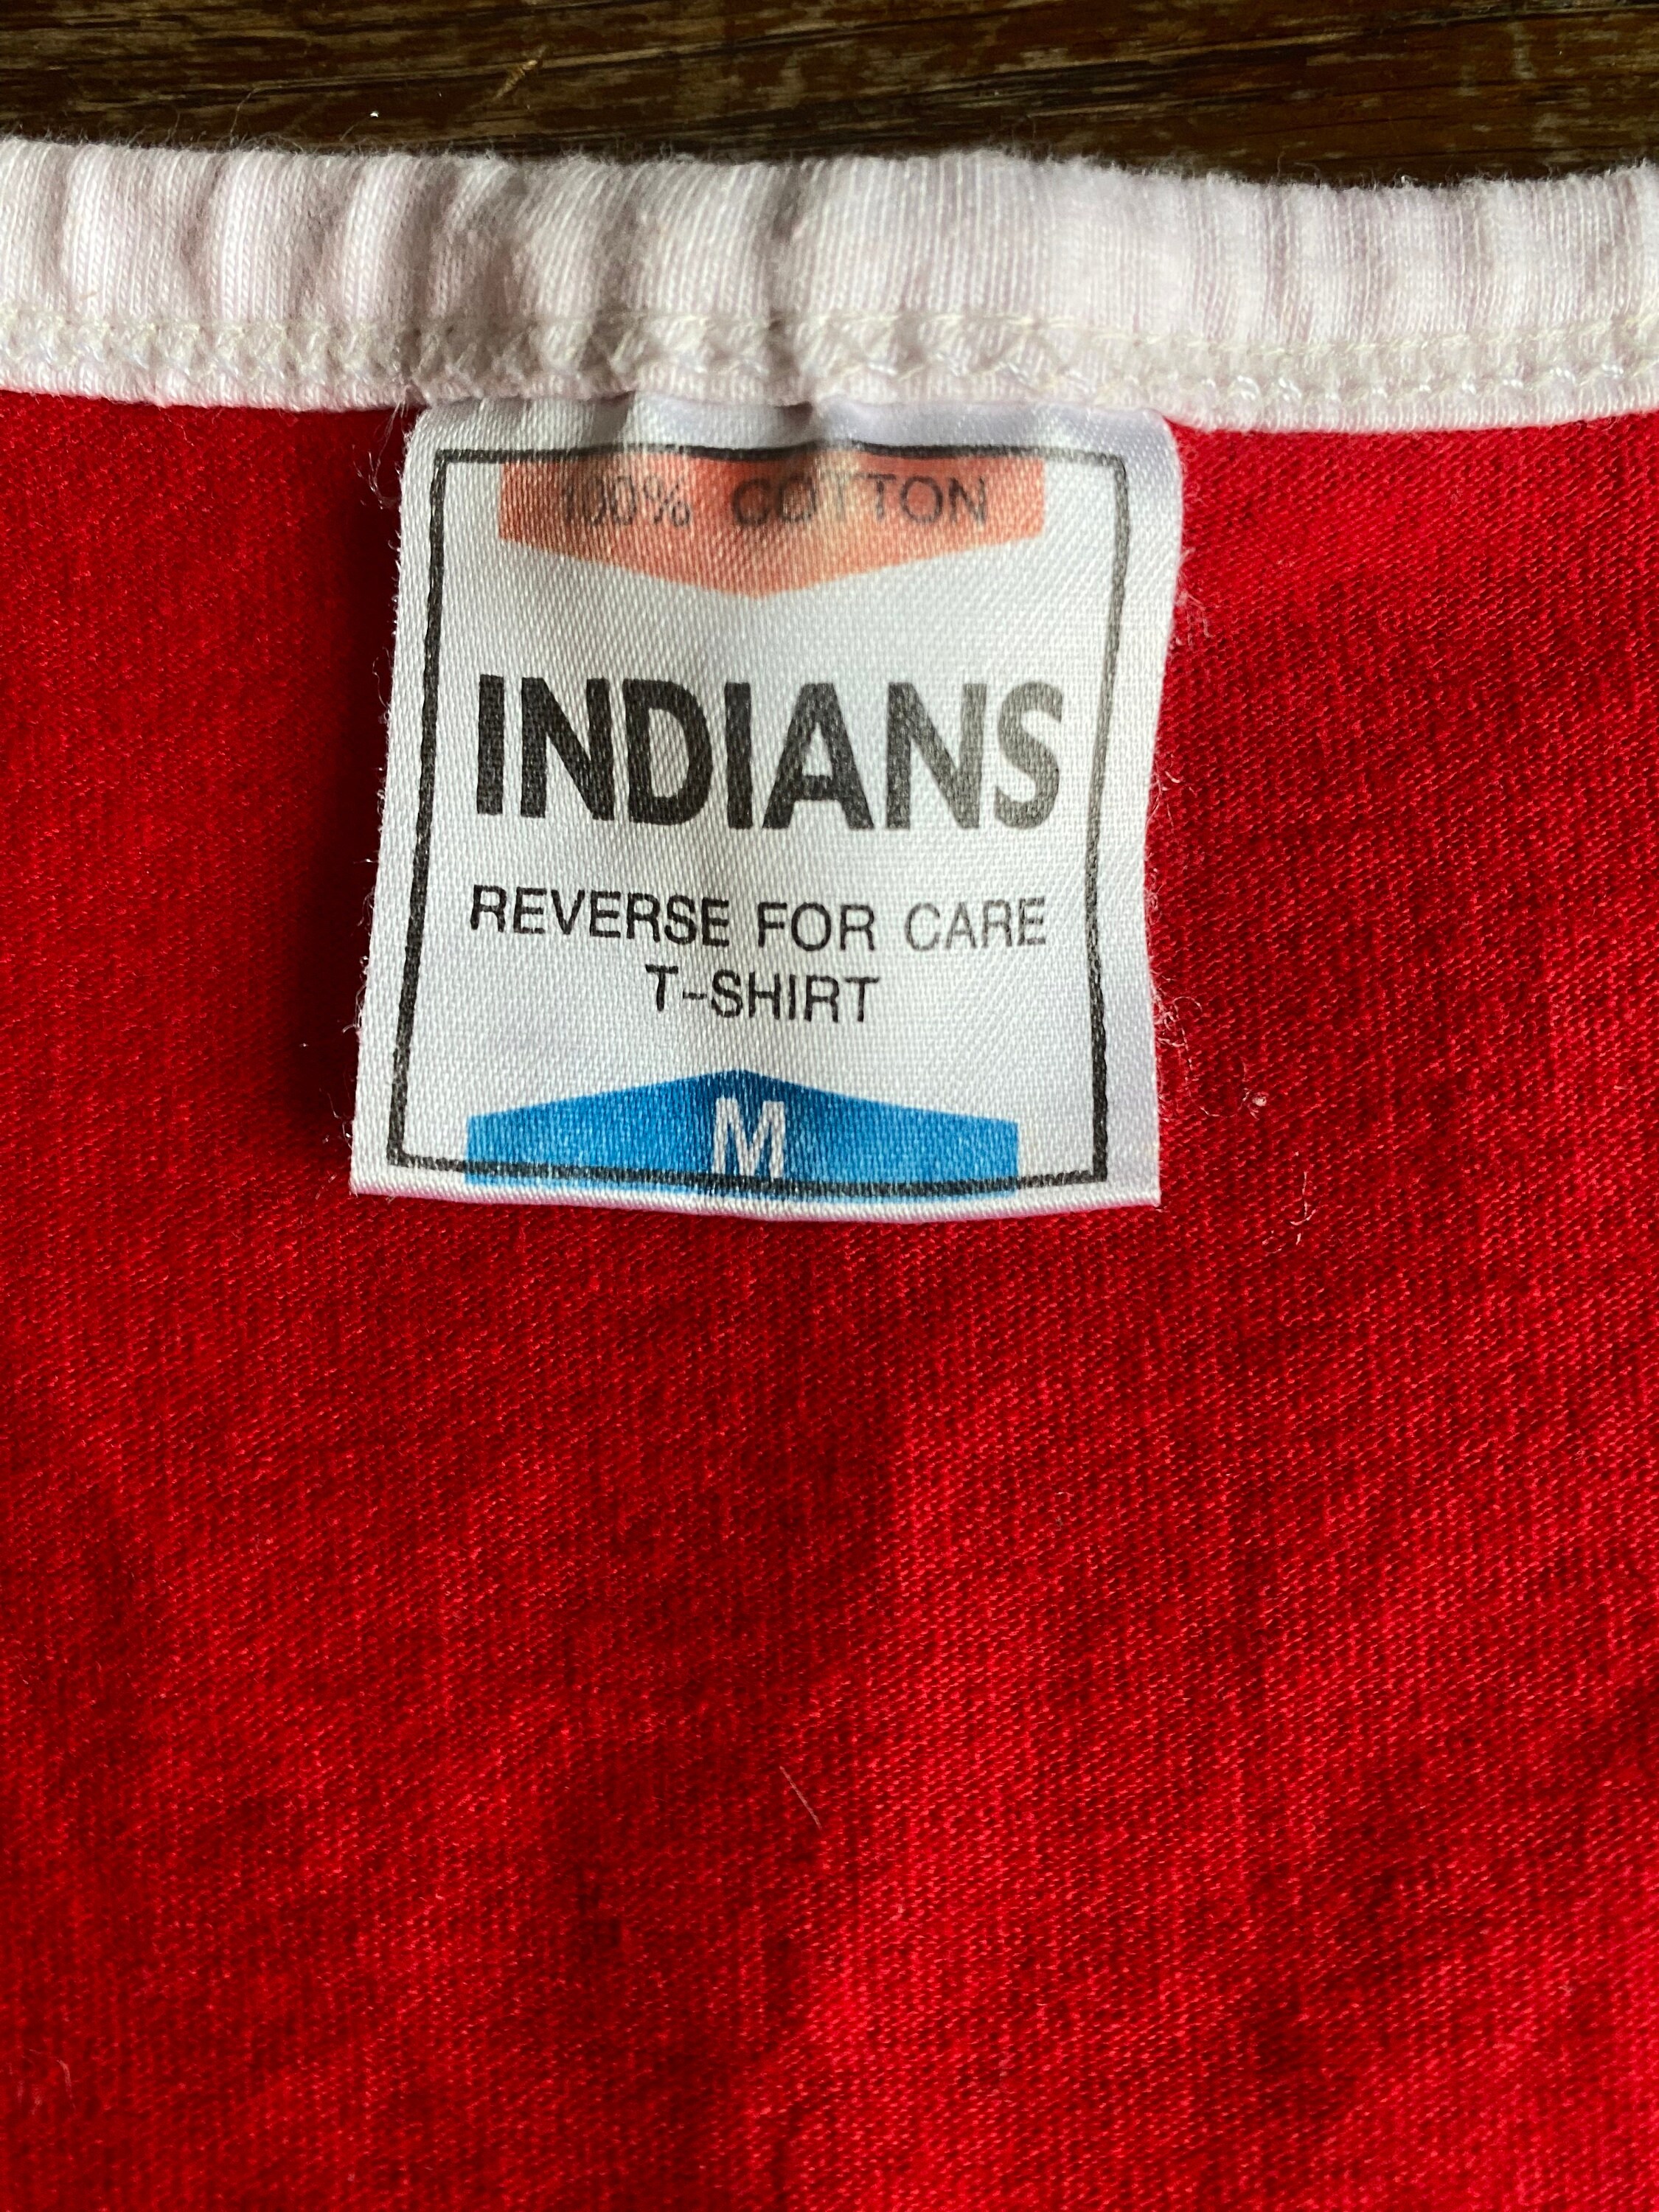 100% COTTON
INDIANS
REVERSE FOR CARE
T-SHIRT
M